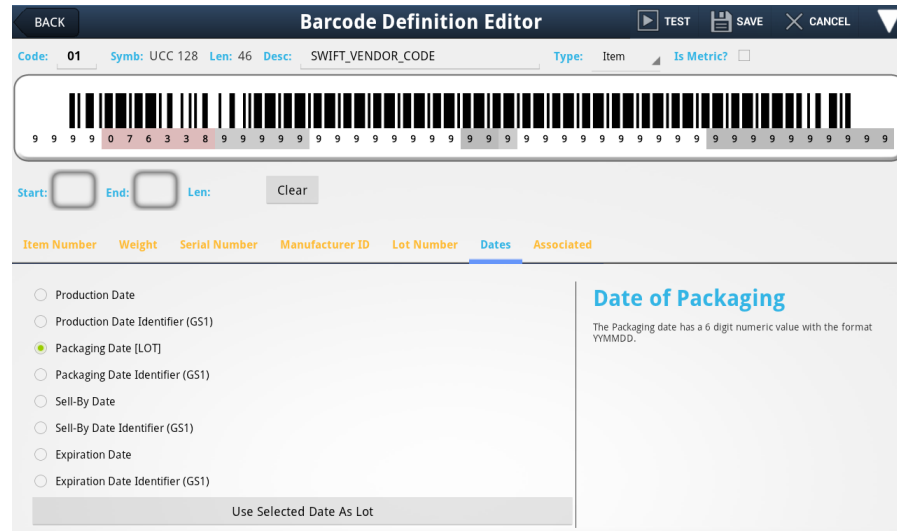 BACK
Barcode Definition Editor
TEST
SAVE
CANCEL
Code: 01 Symb: UCC 128 Len: 46 Desc: SWIFT_VENDOR_CODE Type: Item Is Metric?
9 9 9 9 0 7 6 3 3 8 9 9 9 9 9 9 9 9 9 9 9 9 9 9 9 9 9 9 9 9 9 9 9 9 9 9 9 9 9 9 9 9 9 9 9 9
Start: End: Len: Clear
Item Number Weight Serial Number Manufacturer ID Lot Number Dates Associated
Production Date
Production Date Identifier (GS1)
Packaging Date [LOT]
Packaging Date Identifier (GS1)
Sell-By Date
Sell-By Date Identifier (GS1)
Expiration Date
Expiration Date Identifier (GS1)
Use Selected Date As Lot
Date of Packaging
The Packaging date has a 6 digit numeric value with the format
YYMMDD.